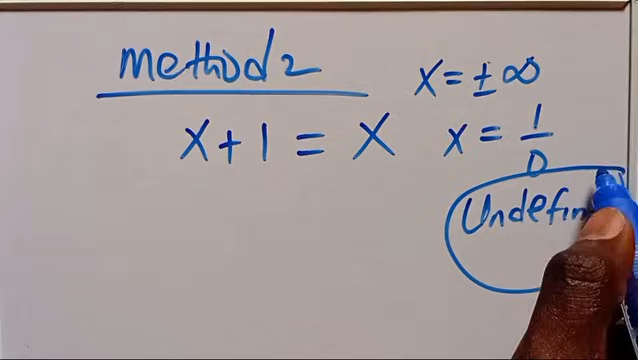 method 2
x = ± ∞
x + 1 = x
x = 1/0